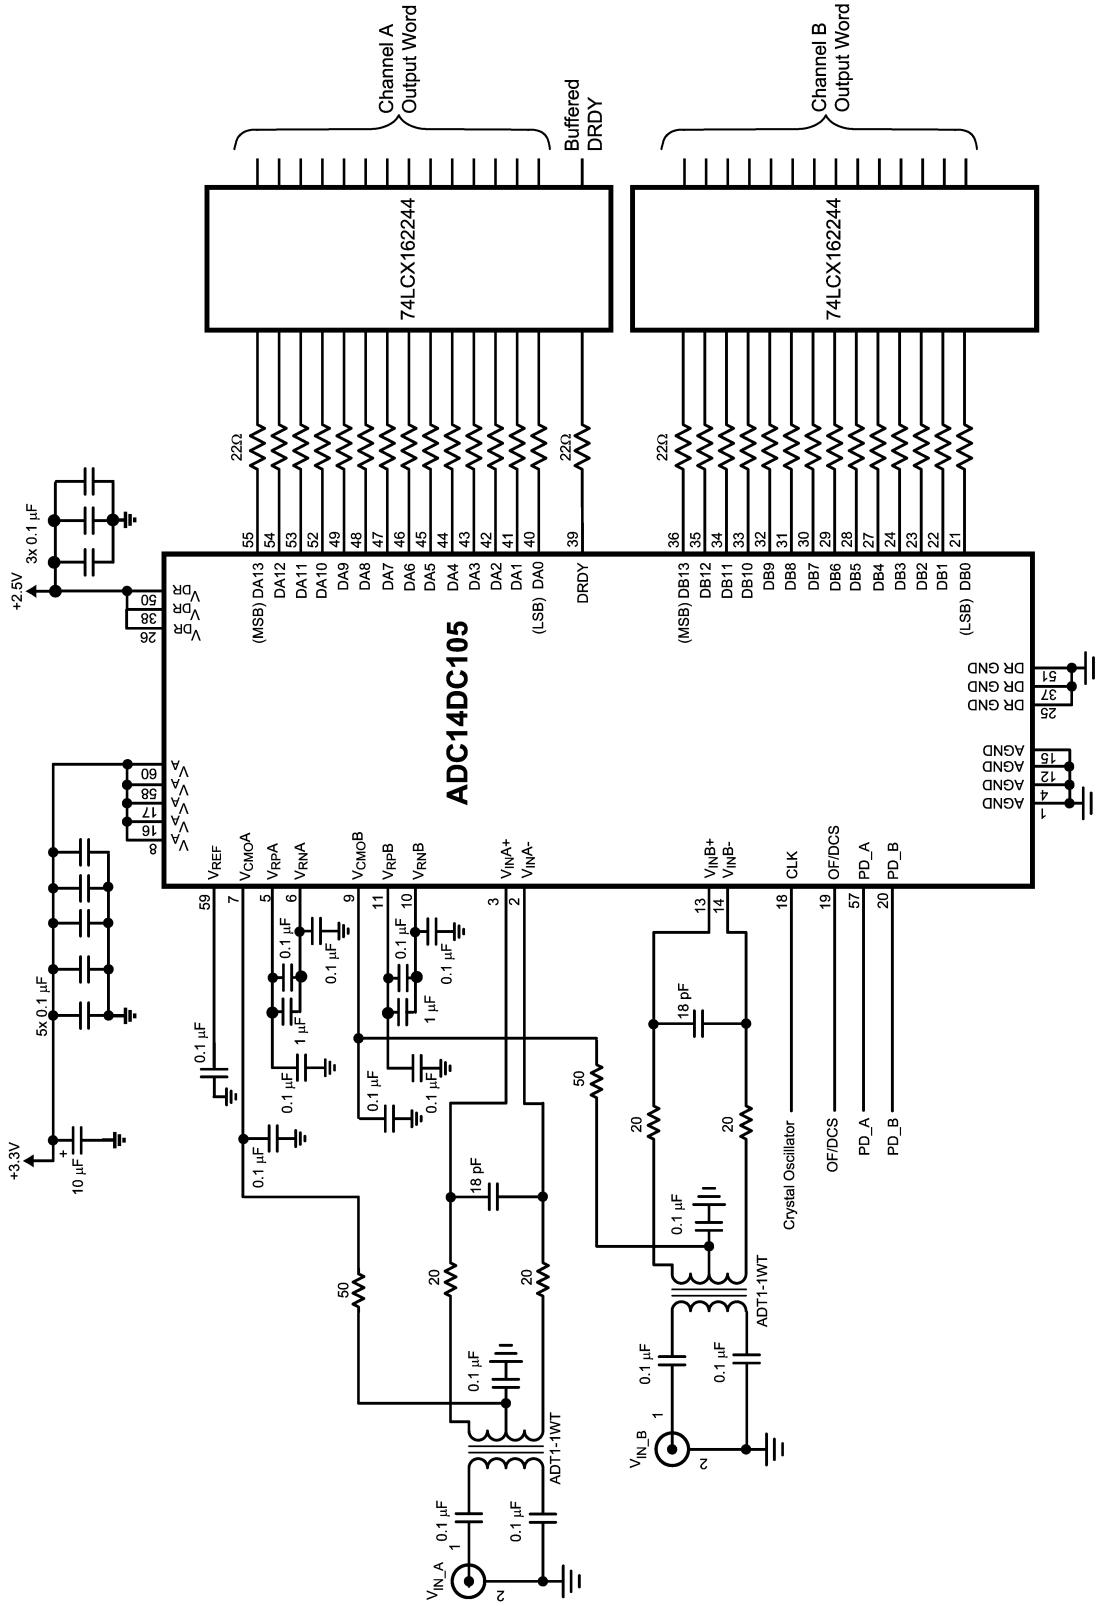 +3.3V
+
10 µF
5x 0.1 µF
+2.5V
3x 0.1 µF
V_A 8
V_A 16
V_A 17
V_A 58
V_A 60
V_DR 26
V_DR 38
V_DR 50
0.1 µF
59 V_REF
7 V_CMOA
5 V_RPA
6 V_RNA
0.1 µF
0.1 µF
1 µF
0.1 µF
0.1 µF
50
9 V_CMOB
11 V_RPB
10 V_RNB
0.1 µF
0.1 µF
1 µF
0.1 µF
0.1 µF
50
V_IN_A
1
2
0.1 µF
0.1 µF
ADT1-1WT
0.1 µF
20
20
18 pF
3 V_INA+
2 V_INA-
V_IN_B
1
2
0.1 µF
0.1 µF
ADT1-1WT
0.1 µF
20
20
18 pF
13 V_INB+
14 V_INB-
Crystal Oscillator 18 CLK
OF/DCS 19 OF/DCS
PD_A 57 PD_A
PD_B 20 PD_B
ADC14DC105
(MSB) DA13 55
22Ω
DA12 54
DA11 53
DA10 52
DA9 49
DA8 48
DA7 47
DA6 46
DA5 45
DA4 44
DA3 43
DA2 42
DA1 41
(LSB) DA0 40
DRDY 39
22Ω
(MSB) DB13 36
22Ω
DB12 35
DB11 34
DB10 33
DB9 32
DB8 31
DB7 30
DB6 29
DB5 28
DB4 27
DB3 24
DB2 23
DB1 22
(LSB) DB0 21
AGND 1
AGND 4
AGND 12
AGND 15
DR GND 25
DR GND 37
DR GND 51
74LCX162244
74LCX162244
Channel A
Output Word
Buffered
DRDY
Channel B
Output Word